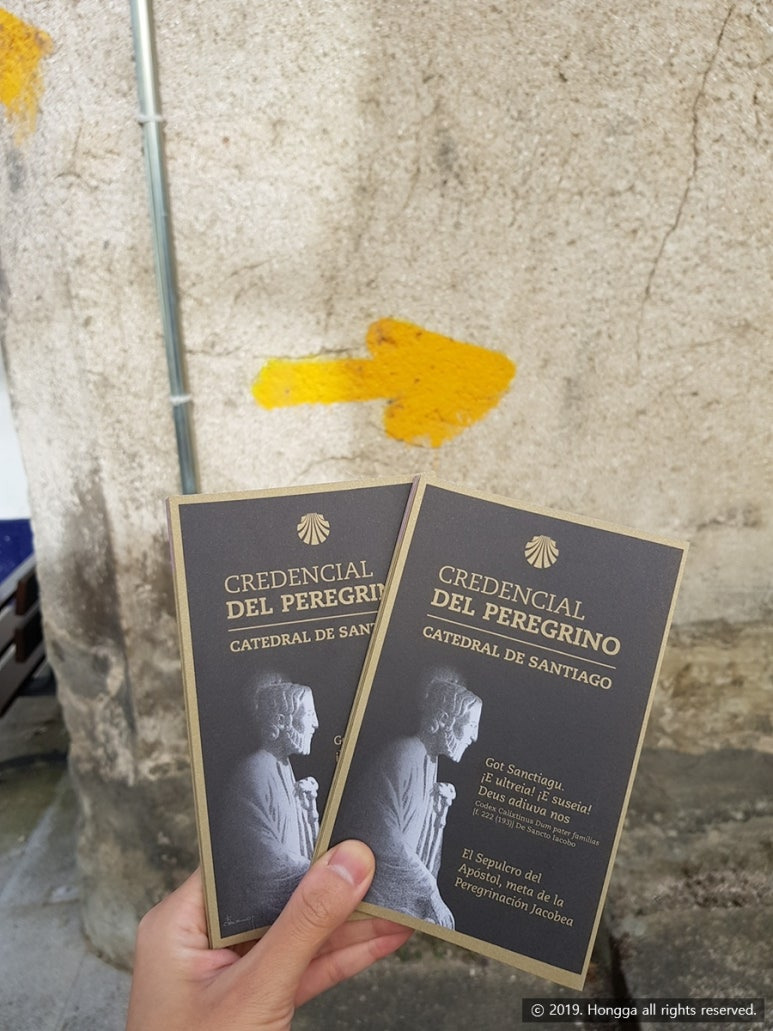 CREDENCIAL
DEL PEREGRIN
CATEDRAL DE SANT
CREDENCIAL
DEL PEREGRINO
CATEDRAL DE SANTIAGO
Got Sanctiagu.
¡E ultreia! ¡E suseia!
Deus adiuva nos
Codex Calixtinus Dum pater familias
[f. 222 (193)] De Sancto Iacobo
El Sepulcro del
Apóstol, meta de la
Peregrinación Jacobea
© 2019. Hongga all rights reserved.